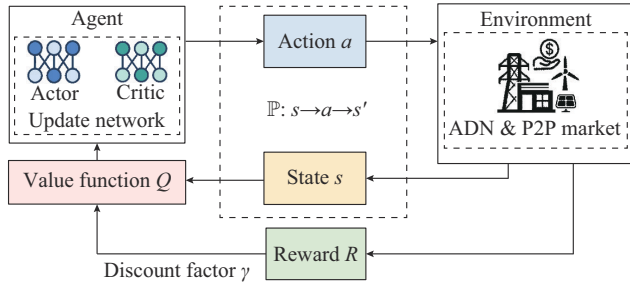 Agent
Actor
Critic
Update network
Action a
ℙ: s→a→s′
Environment
$
ADN & P2P market
Value function Q
State s
Reward R
Discount factor γ